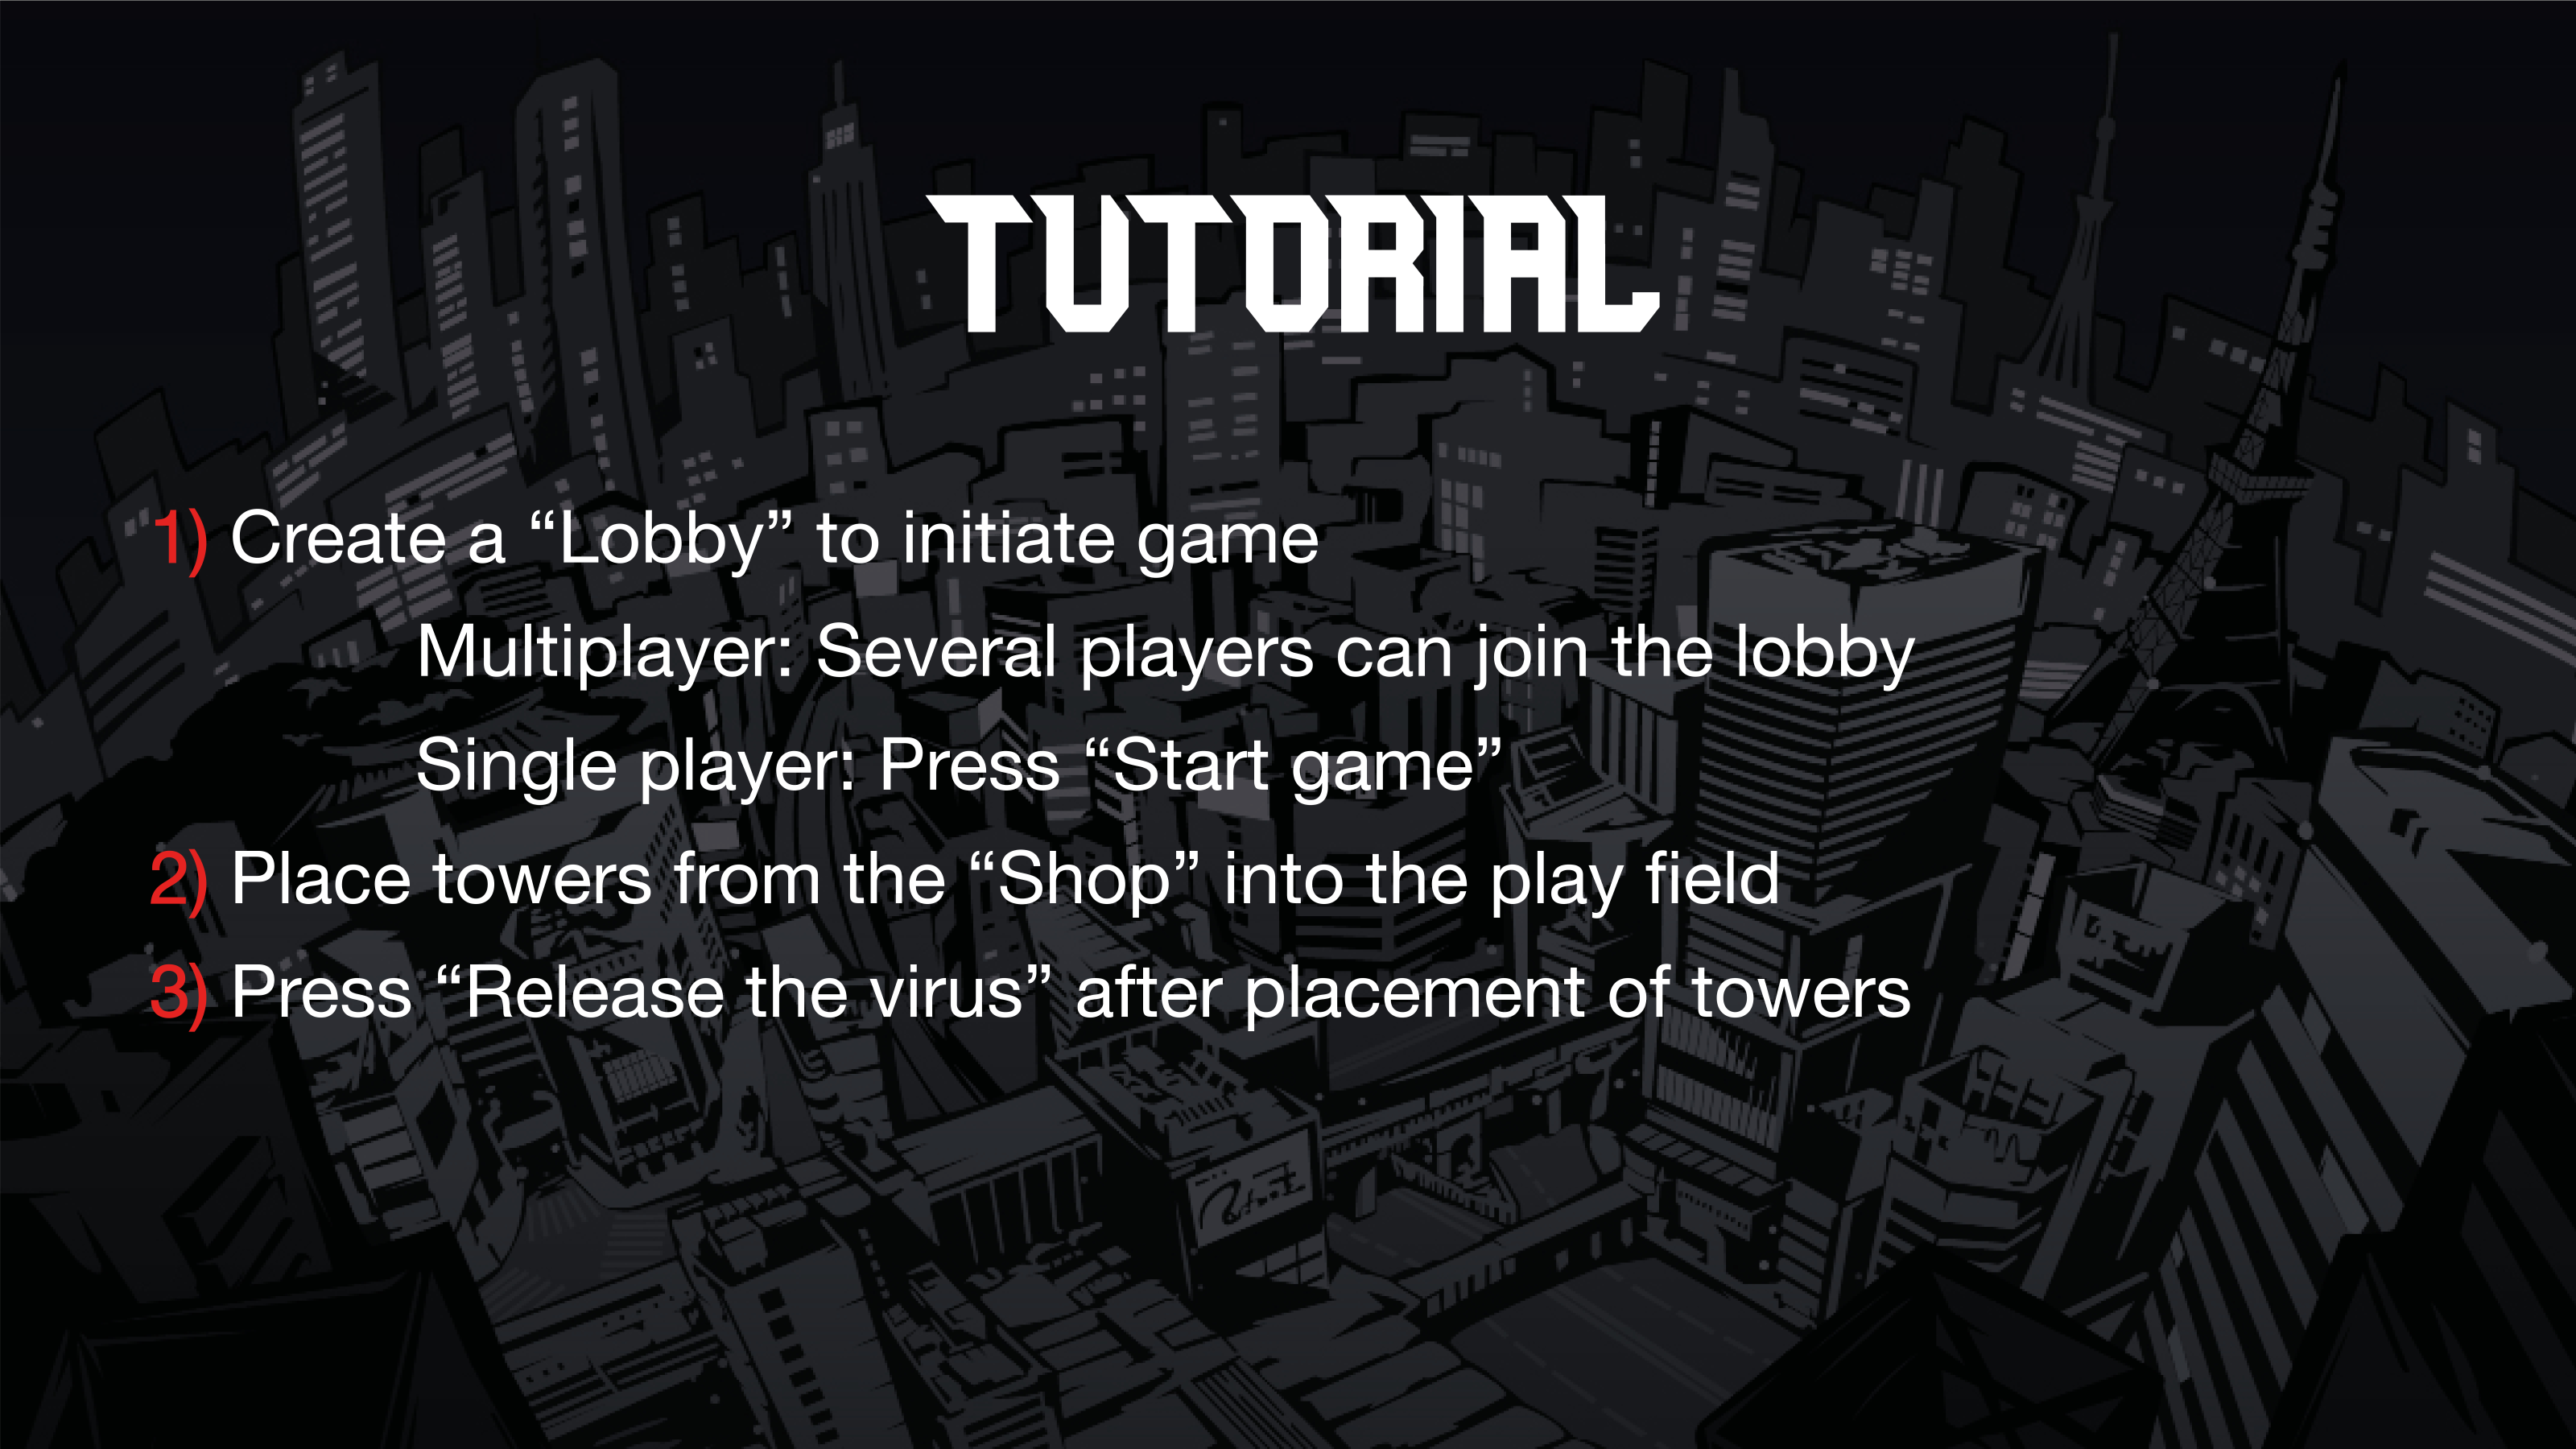 TUTORIAL
1) Create a “Lobby” to initiate game
Multiplayer: Several players can join the lobby
Single player: Press “Start game”
2) Place towers from the “Shop” into the play field
3) Press “Release the virus” after placement of towers